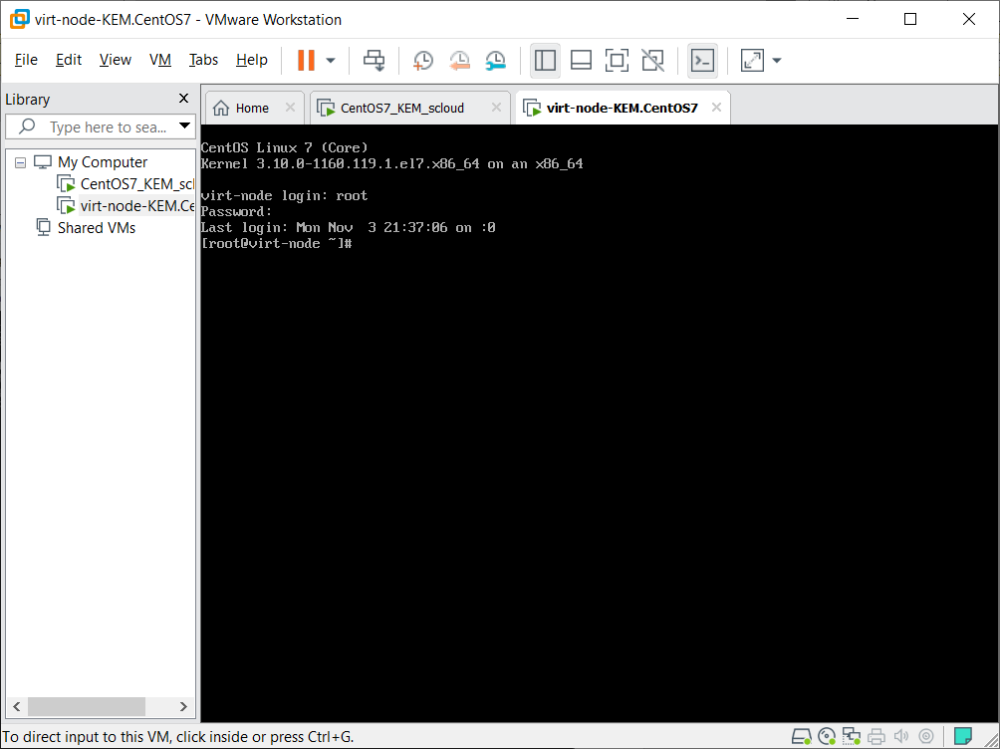 virt-node-KEM.CentOS7 - VMware Workstation
File Edit View VM Tabs Help
Library
Type here to sea...
My Computer
CentOS7_KEM_scl
virt-node-KEM.Ce
Shared VMs
Home
CentOS7_KEM_scloud
virt-node-KEM.CentOS7
CentOS Linux 7 (Core)
Kernel 3.10.0-1160.119.1.el7.x86_64 on an x86_64
virt-node login: root
Password:
Last login: Mon Nov  3 21:37:06 on :0
[root@virt-node ~]#
To direct input to this VM, click inside or press Ctrl+G.